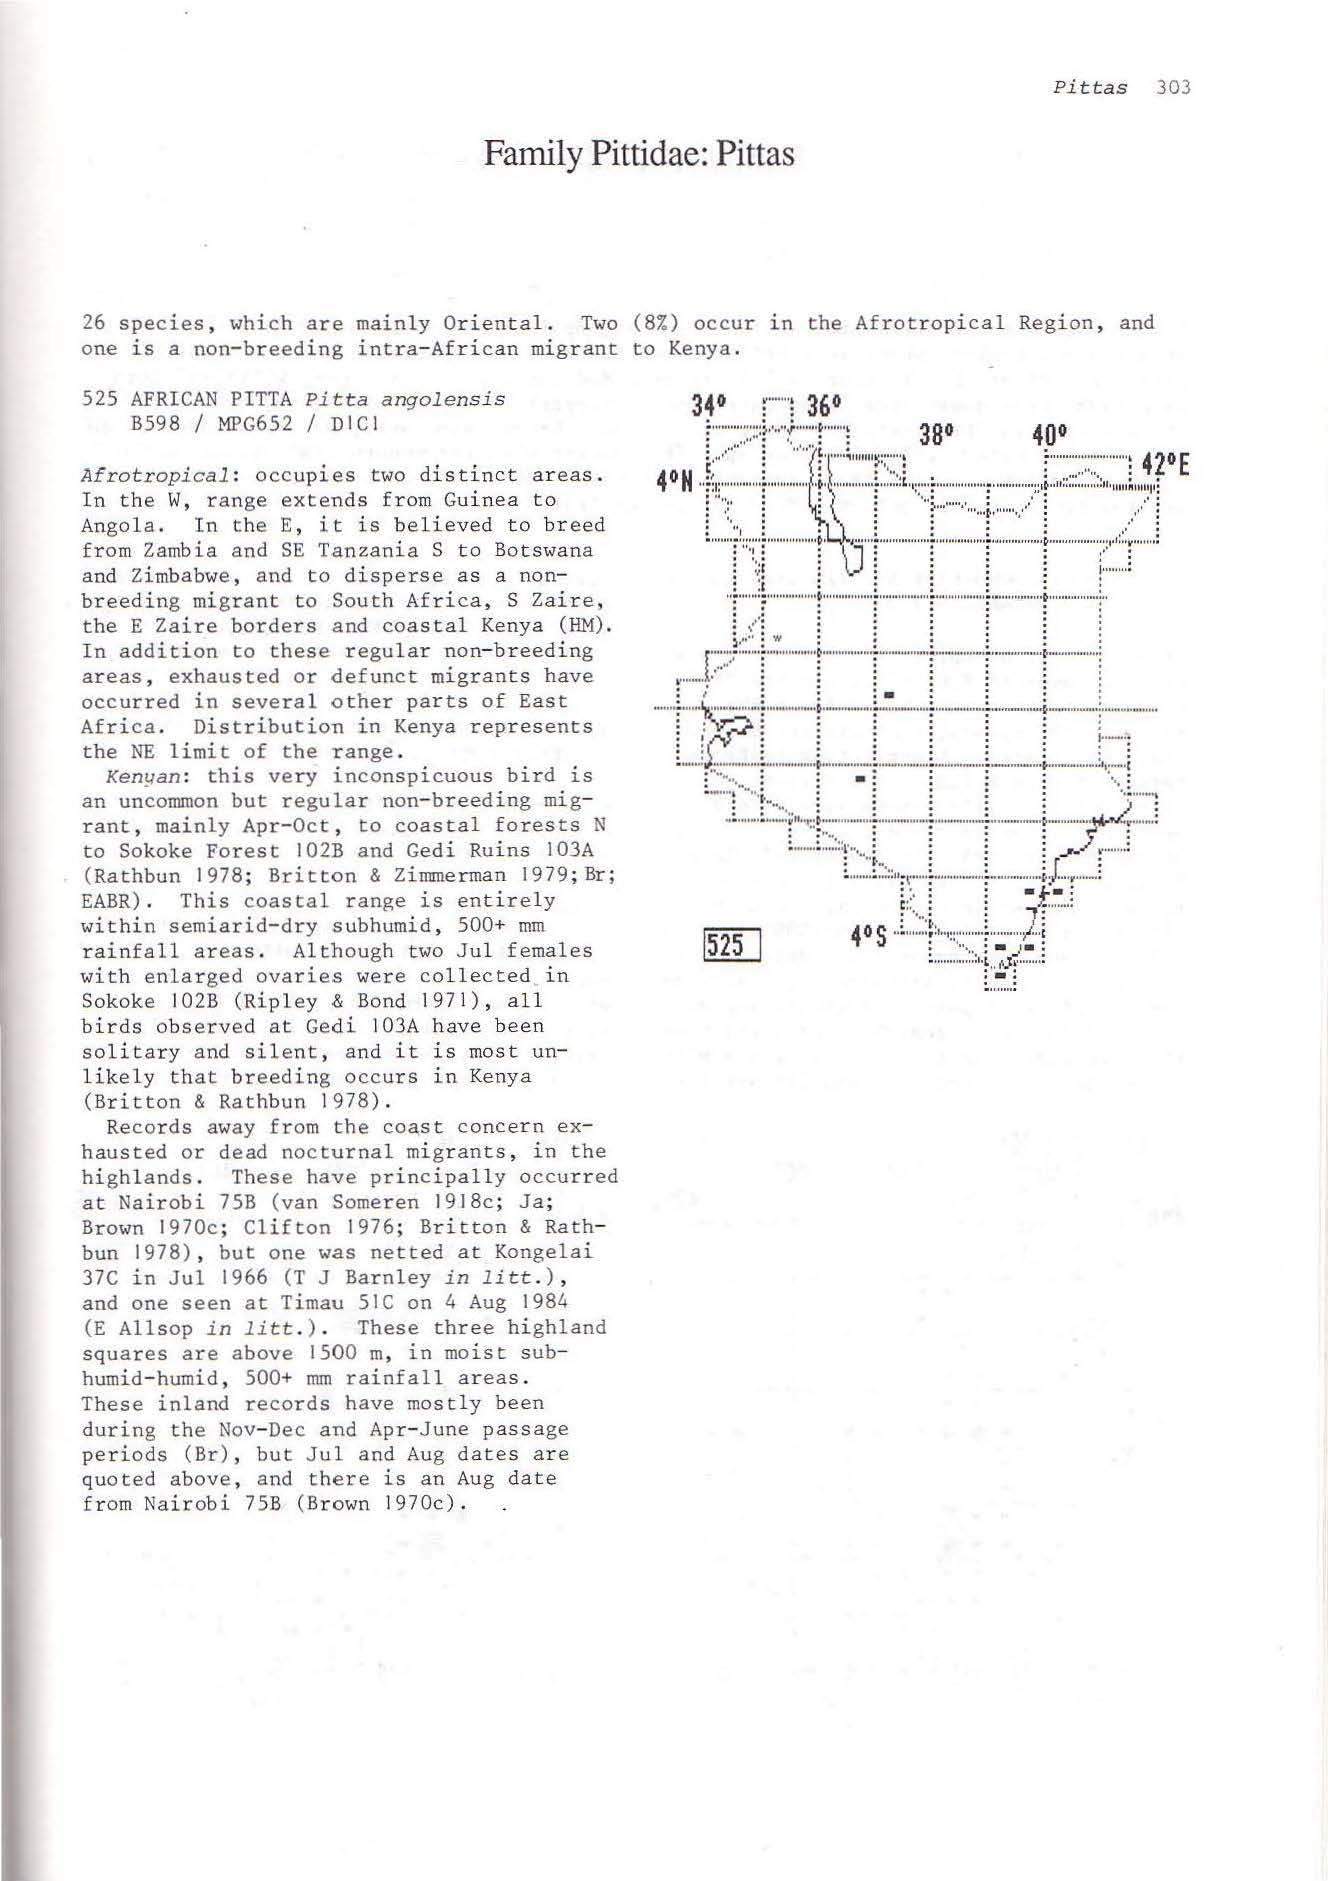 Pittas 303
Family Pittidae: Pittas
26 species, which are mainly Oriental. Two (8%) occur in the Afrotropical Region, and
one is a non-breeding intra-African migrant to Kenya.
525 AFRICAN PITTA Pitta angolensis
B598 / MPG652 / D1C1
Afrotropical: occupies two distinct areas.
In the W, range extends from Guinea to
Angola. In the E, it is believed to breed
from Zambia and SE Tanzania S to Botswana
and Zimbabwe, and to disperse as a non-
breeding migrant to South Africa, S Zaire,
the E Zaire borders and coastal Kenya (HM).
In addition to these regular non-breeding
areas, exhausted or defunct migrants have
occurred in several other parts of East
Africa. Distribution in Kenya represents
the NE limit of the range.
Kenyan: this very inconspicuous bird is
an uncommon but regular non-breeding mig-
rant, mainly Apr-Oct, to coastal forests N
to Sokoke Forest 102B and Gedi Ruins 103A
(Rathbun 1978; Britton & Zimmerman 1979; Br;
EABR). This coastal range is entirely
within semiarid-dry subhumid, 500+ mm
rainfall areas. Although two Jul females
with enlarged ovaries were collected in
Sokoke 102B (Ripley & Bond 1971), all
birds observed at Gedi 103A have been
solitary and silent, and it is most un-
likely that breeding occurs in Kenya
(Britton & Rathbun 1978).
Records away from the coast concern ex-
hausted or dead nocturnal migrants, in the
highlands. These have principally occurred
at Nairobi 75B (van Someren 1918c; Ja;
Brown 1970c; Clifton 1976; Britton & Rath-
bun 1978), but one was netted at Kongelai
37C in Jul 1966 (T J Barnley in litt.),
and one seen at Timau 51C on 4 Aug 1984
(E Allsop in litt.). These three highland
squares are above 1500 m, in moist sub-
humid-humid, 500+ mm rainfall areas.
These inland records have mostly been
during the Nov-Dec and Apr-June passage
periods (Br), but Jul and Aug dates are
quoted above, and there is an Aug date
from Nairobi 75B (Brown 1970c).
34° 36°
38° 40°
42°E
4°N
w
4°S
525